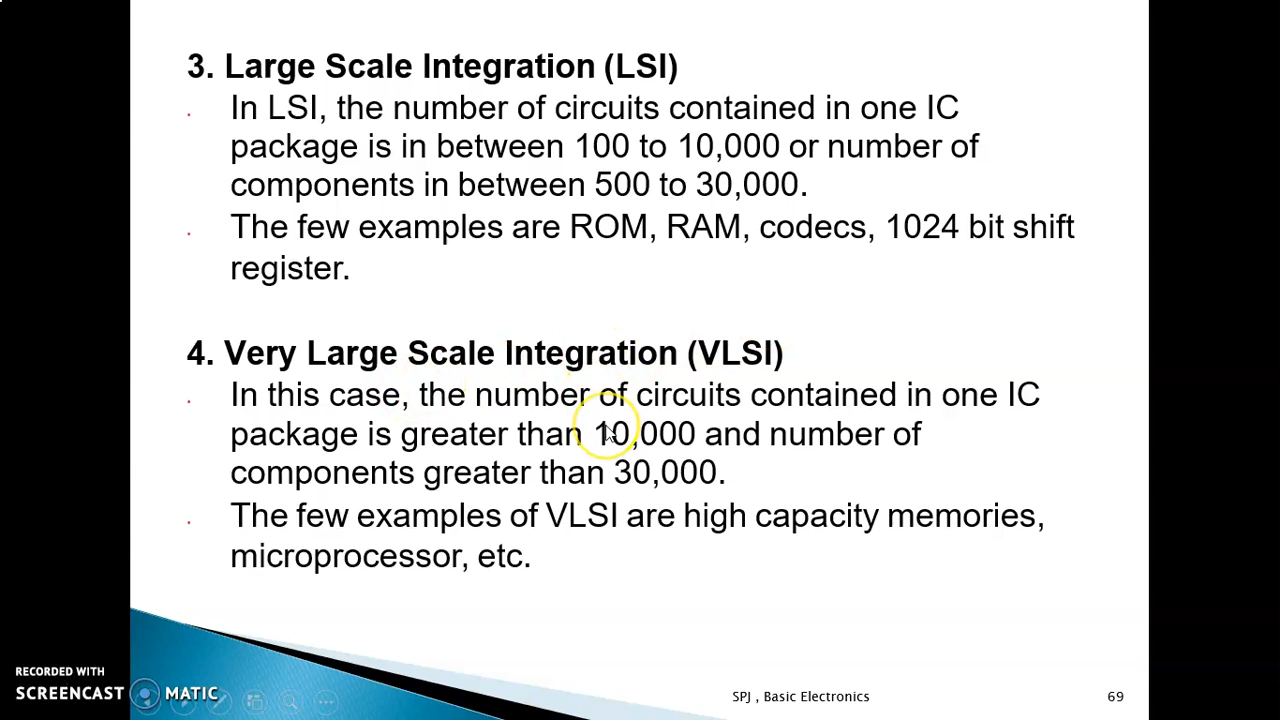 3. Large Scale Integration (LSI)
In LSI, the number of circuits contained in one IC
package is in between 100 to 10,000 or number of
components in between 500 to 30,000.
The few examples are ROM, RAM, codecs, 1024 bit shift
register.
4. Very Large Scale Integration (VLSI)
In this case, the number of circuits contained in one IC
package is greater than 10,000 and number of
components greater than 30,000.
The few examples of VLSI are high capacity memories,
microprocessor, etc.
RECORDED WITH
SCREENCAST MATIC
SPJ , Basic Electronics
69